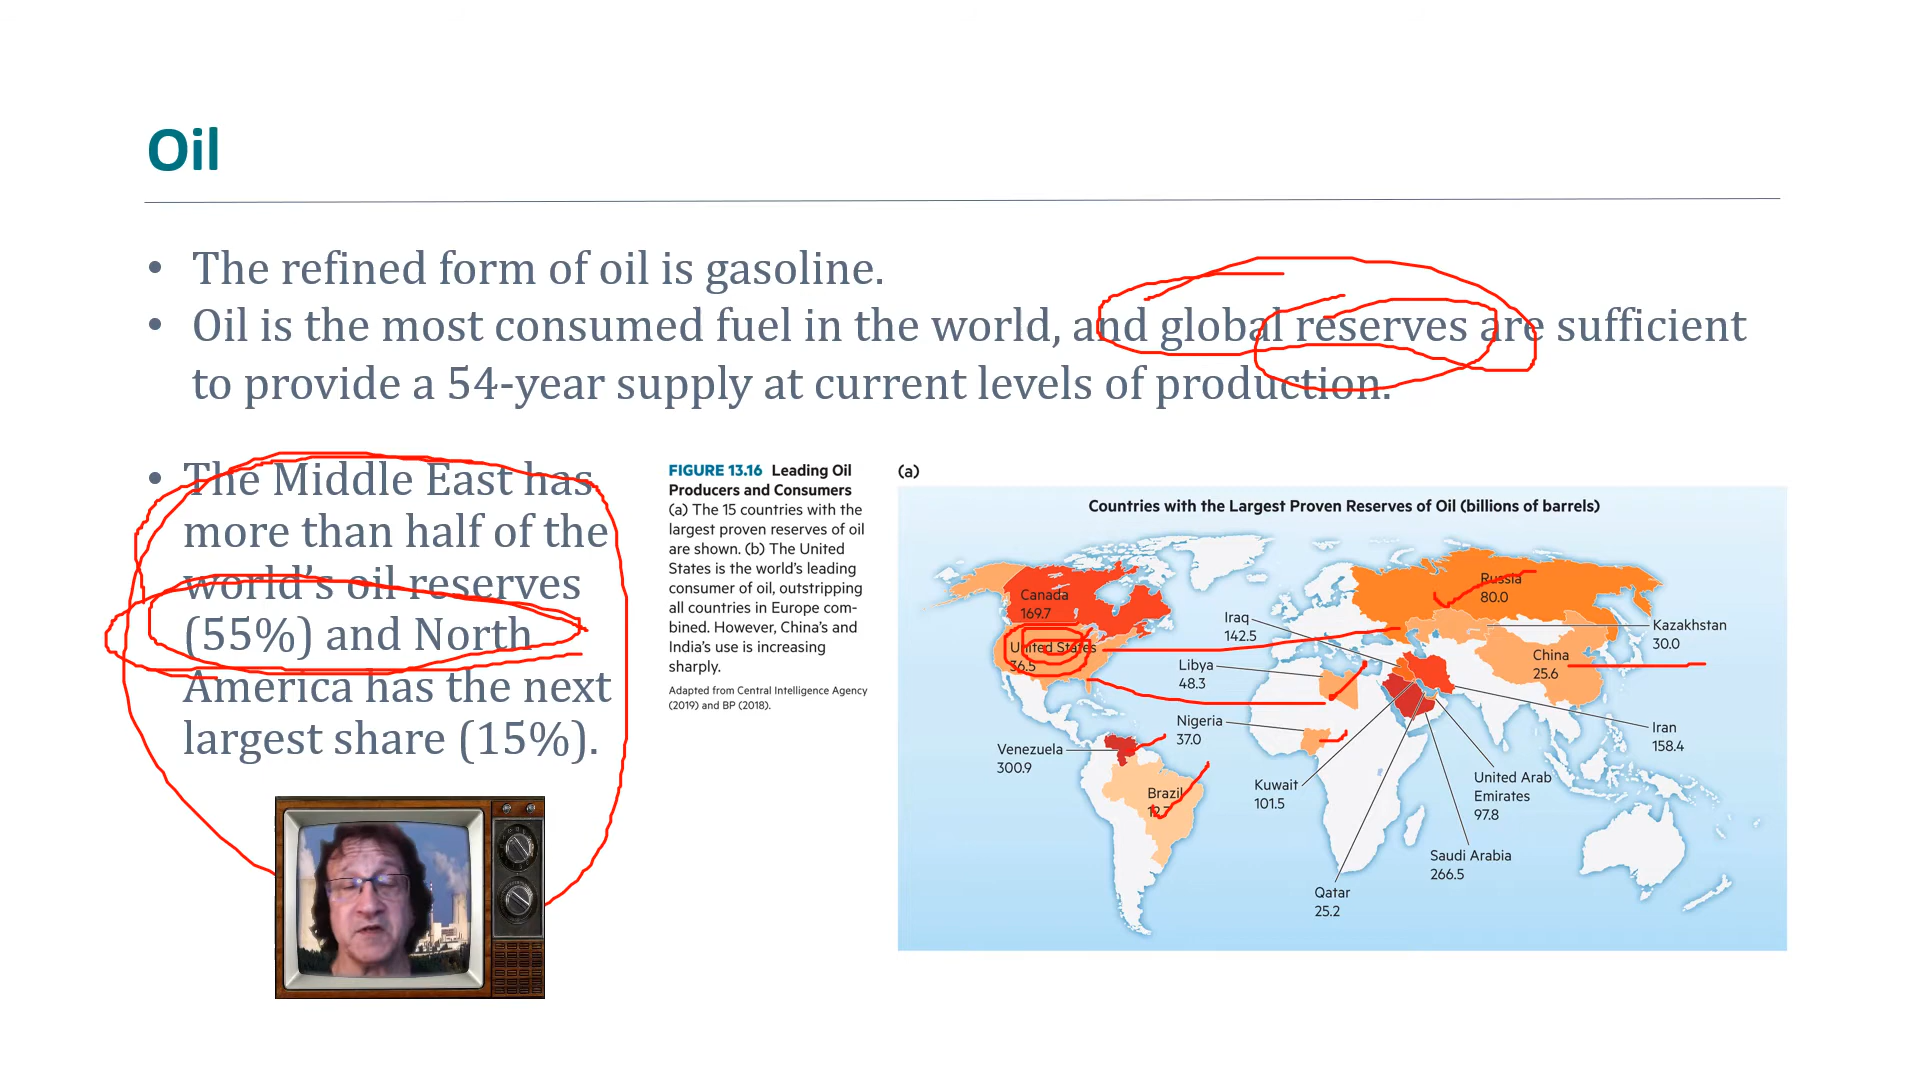 Oil
• The refined form of oil is gasoline.
• Oil is the most consumed fuel in the world, and global reserves are sufficient
to provide a 54-year supply at current levels of production.
• The Middle East has
more than half of the
world's oil reserves
(55%) and North
America has the next
largest share (15%).
FIGURE 13.16 Leading Oil
Producers and Consumers
(a) The 15 countries with the
largest proven reserves of oil
are shown. (b) The United
States is the world's leading
consumer of oil, outstripping
all countries in Europe com-
bined. However, China's and
India's use is increasing
sharply.
Adapted from Central Intelligence Agency
(2019) and BP (2018).
(a)
Countries with the Largest Proven Reserves of Oil (billions of barrels)
Canada
169.7
United States
36.5
Venezuela
300.9
Brazil
Iraq
142.5
Libya
48.3
Nigeria
37.0
Kuwait
101.5
Qatar
25.2
Russia
80.0
Kazakhstan
30.0
China
25.6
Iran
158.4
United Arab
Emirates
97.8
Saudi Arabia
266.5